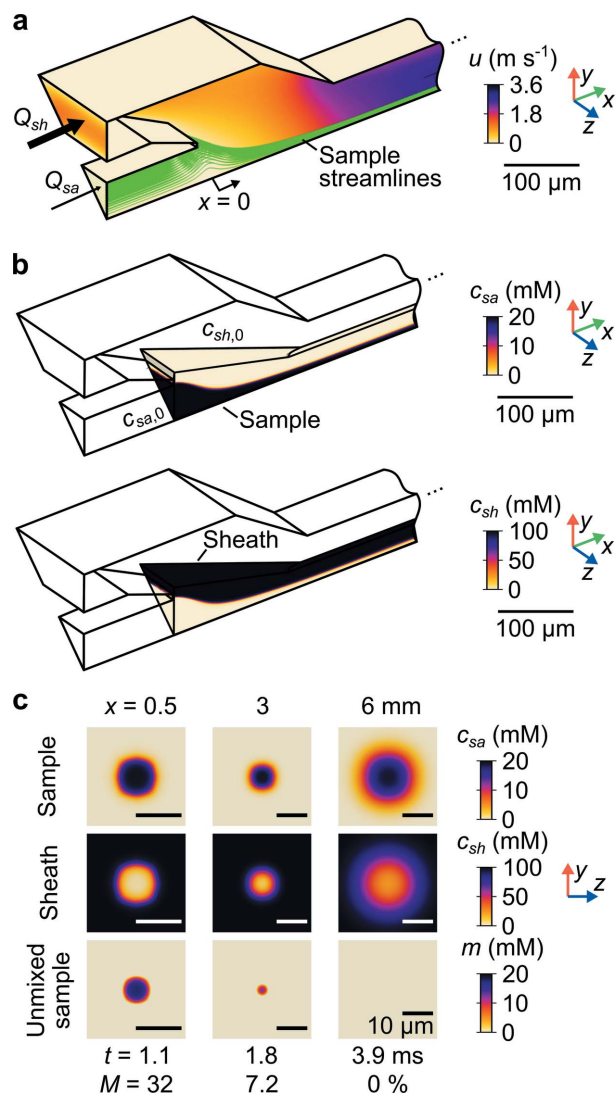 a
u (m s⁻¹)
3.6
1.8
0
y
x
z
Q_sh
Q_sa
x = 0
Sample
streamlines
100 µm
...
b
c_sh,0
c_sa,0
Sample
c_sa (mM)
20
10
0
y
x
z
100 µm
...
Sheath
c_sh (mM)
100
50
0
y
x
z
100 µm
...
c
x = 0.5 3 6 mm
Sample
c_sa (mM)
20
10
0
Sheath
c_sh (mM)
100
50
0
y
z
Unmixed
sample
m (mM)
20
10
0
10 µm
t = 1.1 1.8 3.9 ms
M = 32 7.2 0 %